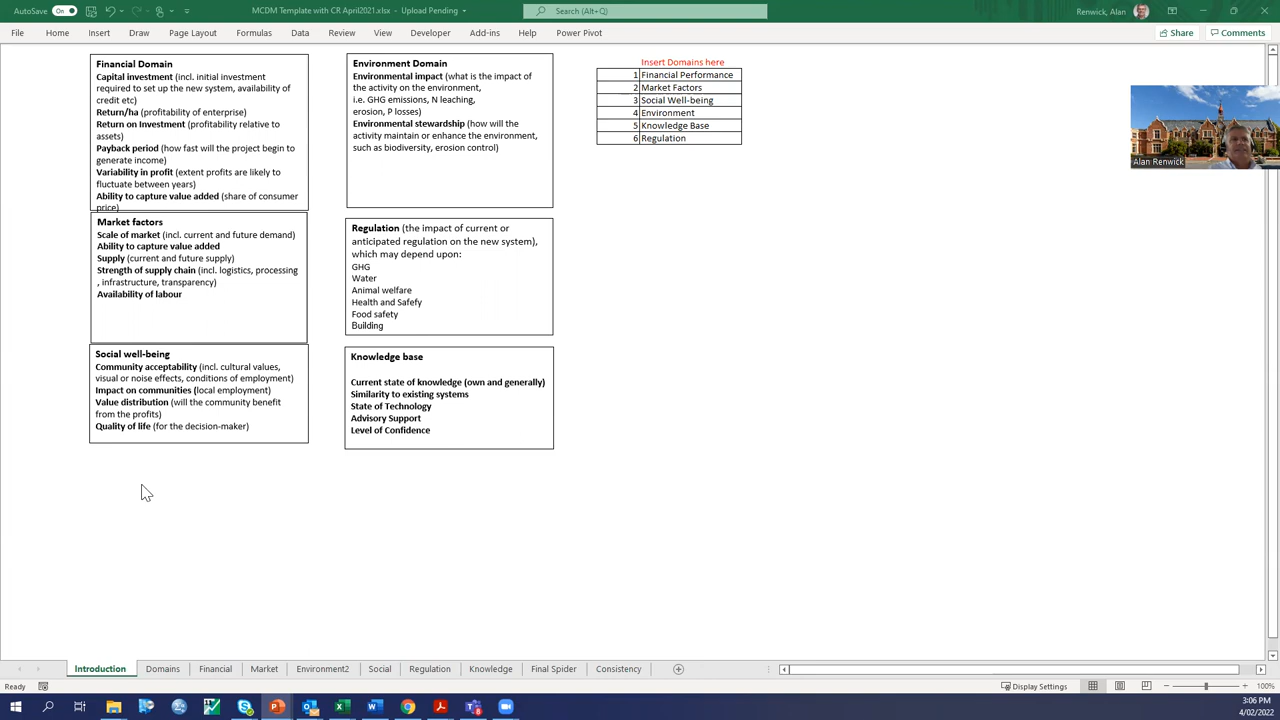 AutoSave On
MCDM Template with CR April2021.xlsx - Upload Pending
Search (Alt+Q)
Renwick, Alan
File Home Insert Draw Page Layout Formulas Data Review View Developer Add-ins Help Power Pivot
Share Comments
Financial Domain
Capital investment (incl. initial investment
required to set up the new system, availability of
credit etc)
Return/ha (profitability of enterprise)
Return on Investment (profitability relative to
assets)
Payback period (how fast will the project begin to
generate income)
Variability in profit (extent profits are likely to
fluctuate between years)
Ability to capture value added (share of consumer
price)
Market factors
Scale of market (incl. current and future demand)
Ability to capture value added
Supply (current and future supply)
Strength of supply chain (incl. logistics, processing
, infrastructure, transparency)
Availability of labour
Social well-being
Community acceptability (incl. cultural values,
visual or noise effects, conditions of employment)
Impact on communities (local employment)
Value distribution (will the community benefit
from the profits)
Quality of life (for the decision-maker)
Environment Domain
Environmental impact (what is the impact of
the activity on the environment,
i.e. GHG emissions, N leaching,
erosion, P losses)
Environmental stewardship (how will the
activity maintain or enhance the environment,
such as biodiversity, erosion control)
Regulation (the impact of current or
anticipated regulation on the new system),
which may depend upon:
GHG
Water
Animal welfare
Health and Safefy
Food safety
Building
Knowledge base
Current state of knowledge (own and generally)
Similarity to existing systems
State of Technology
Advisory Support
Level of Confidence
Insert Domains here
1 Financial Performance
2 Market Factors
3 Social Well-being
4 Environment
5 Knowledge Base
6 Regulation
Alan Renwick
Introduction Domains Financial Market Environment2 Social Regulation Knowledge Final Spider Consistency
Ready
Display Settings
100%
3:06 PM
4/02/2022